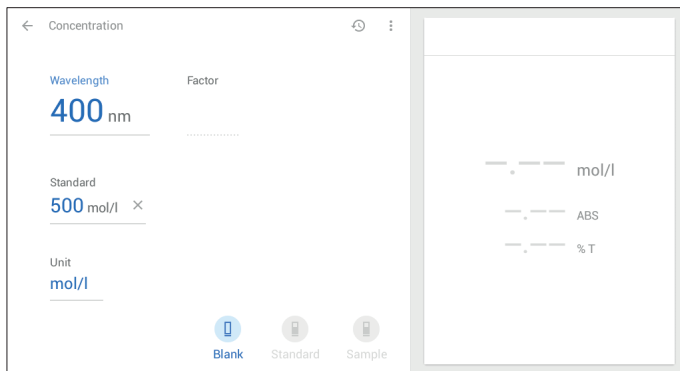 Concentration
Wavelength
400 nm
Factor
Standard
500 mol/l
Unit
mol/l
Blank
Standard
Sample
-.-- mol/l
-.-- ABS
-.-- % T